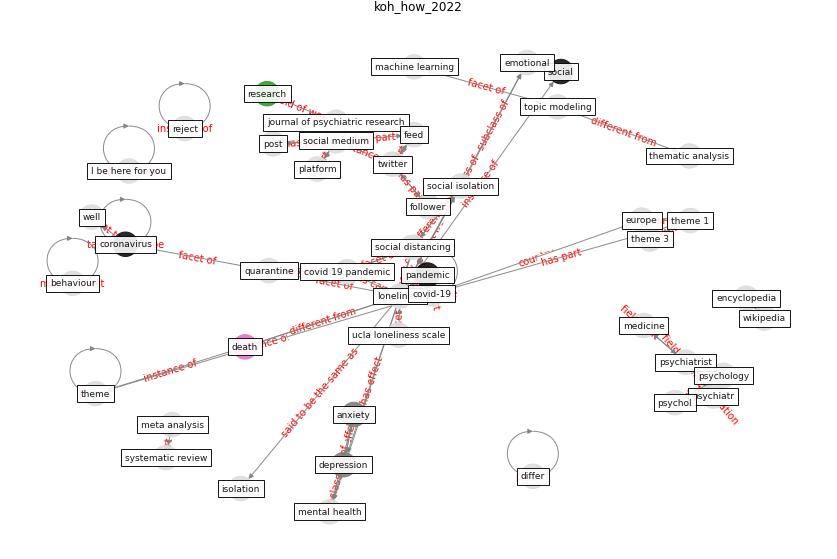 koh_how_2022
machine learning
emotional
social
facet of
research
topic modeling
journal of psychiatric research
different from
reject
post
social medium
part
feed
thematic analysis
I be here for you
platform
twitter
social isolation
follower
well
europe
theme 1
coronavirus
social distancing
theme 3
facet of
quarantine
covid 19 pandemic
pandemic
has part
behaviour
covid-19
facet of
encyclopedia
wikipedia
different from
medicine
ucla loneliness scale
death
psychiatrist
instance of
psychology
theme
said to be the same as
has effect
psychol
psychiatr
anxiety
meta analysis
systematic review
depression
differ
isolation
mental health